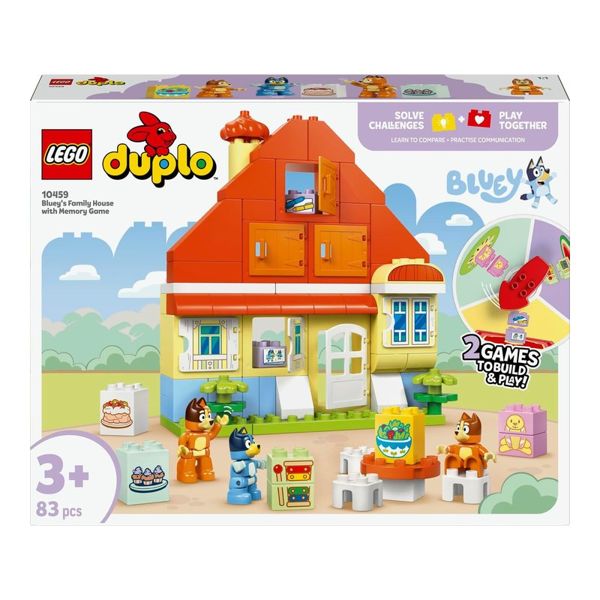 LEGO
duplo
10459
Bluey's Family House
with Memory Game
SOLVE
CHALLENGES
+
PLAY
TOGETHER
LEARN TO COMPARE • PRACTISE COMMUNICATION
BLUEY
2 GAMES
TO BUILD
& PLAY!
3+
83 pcs